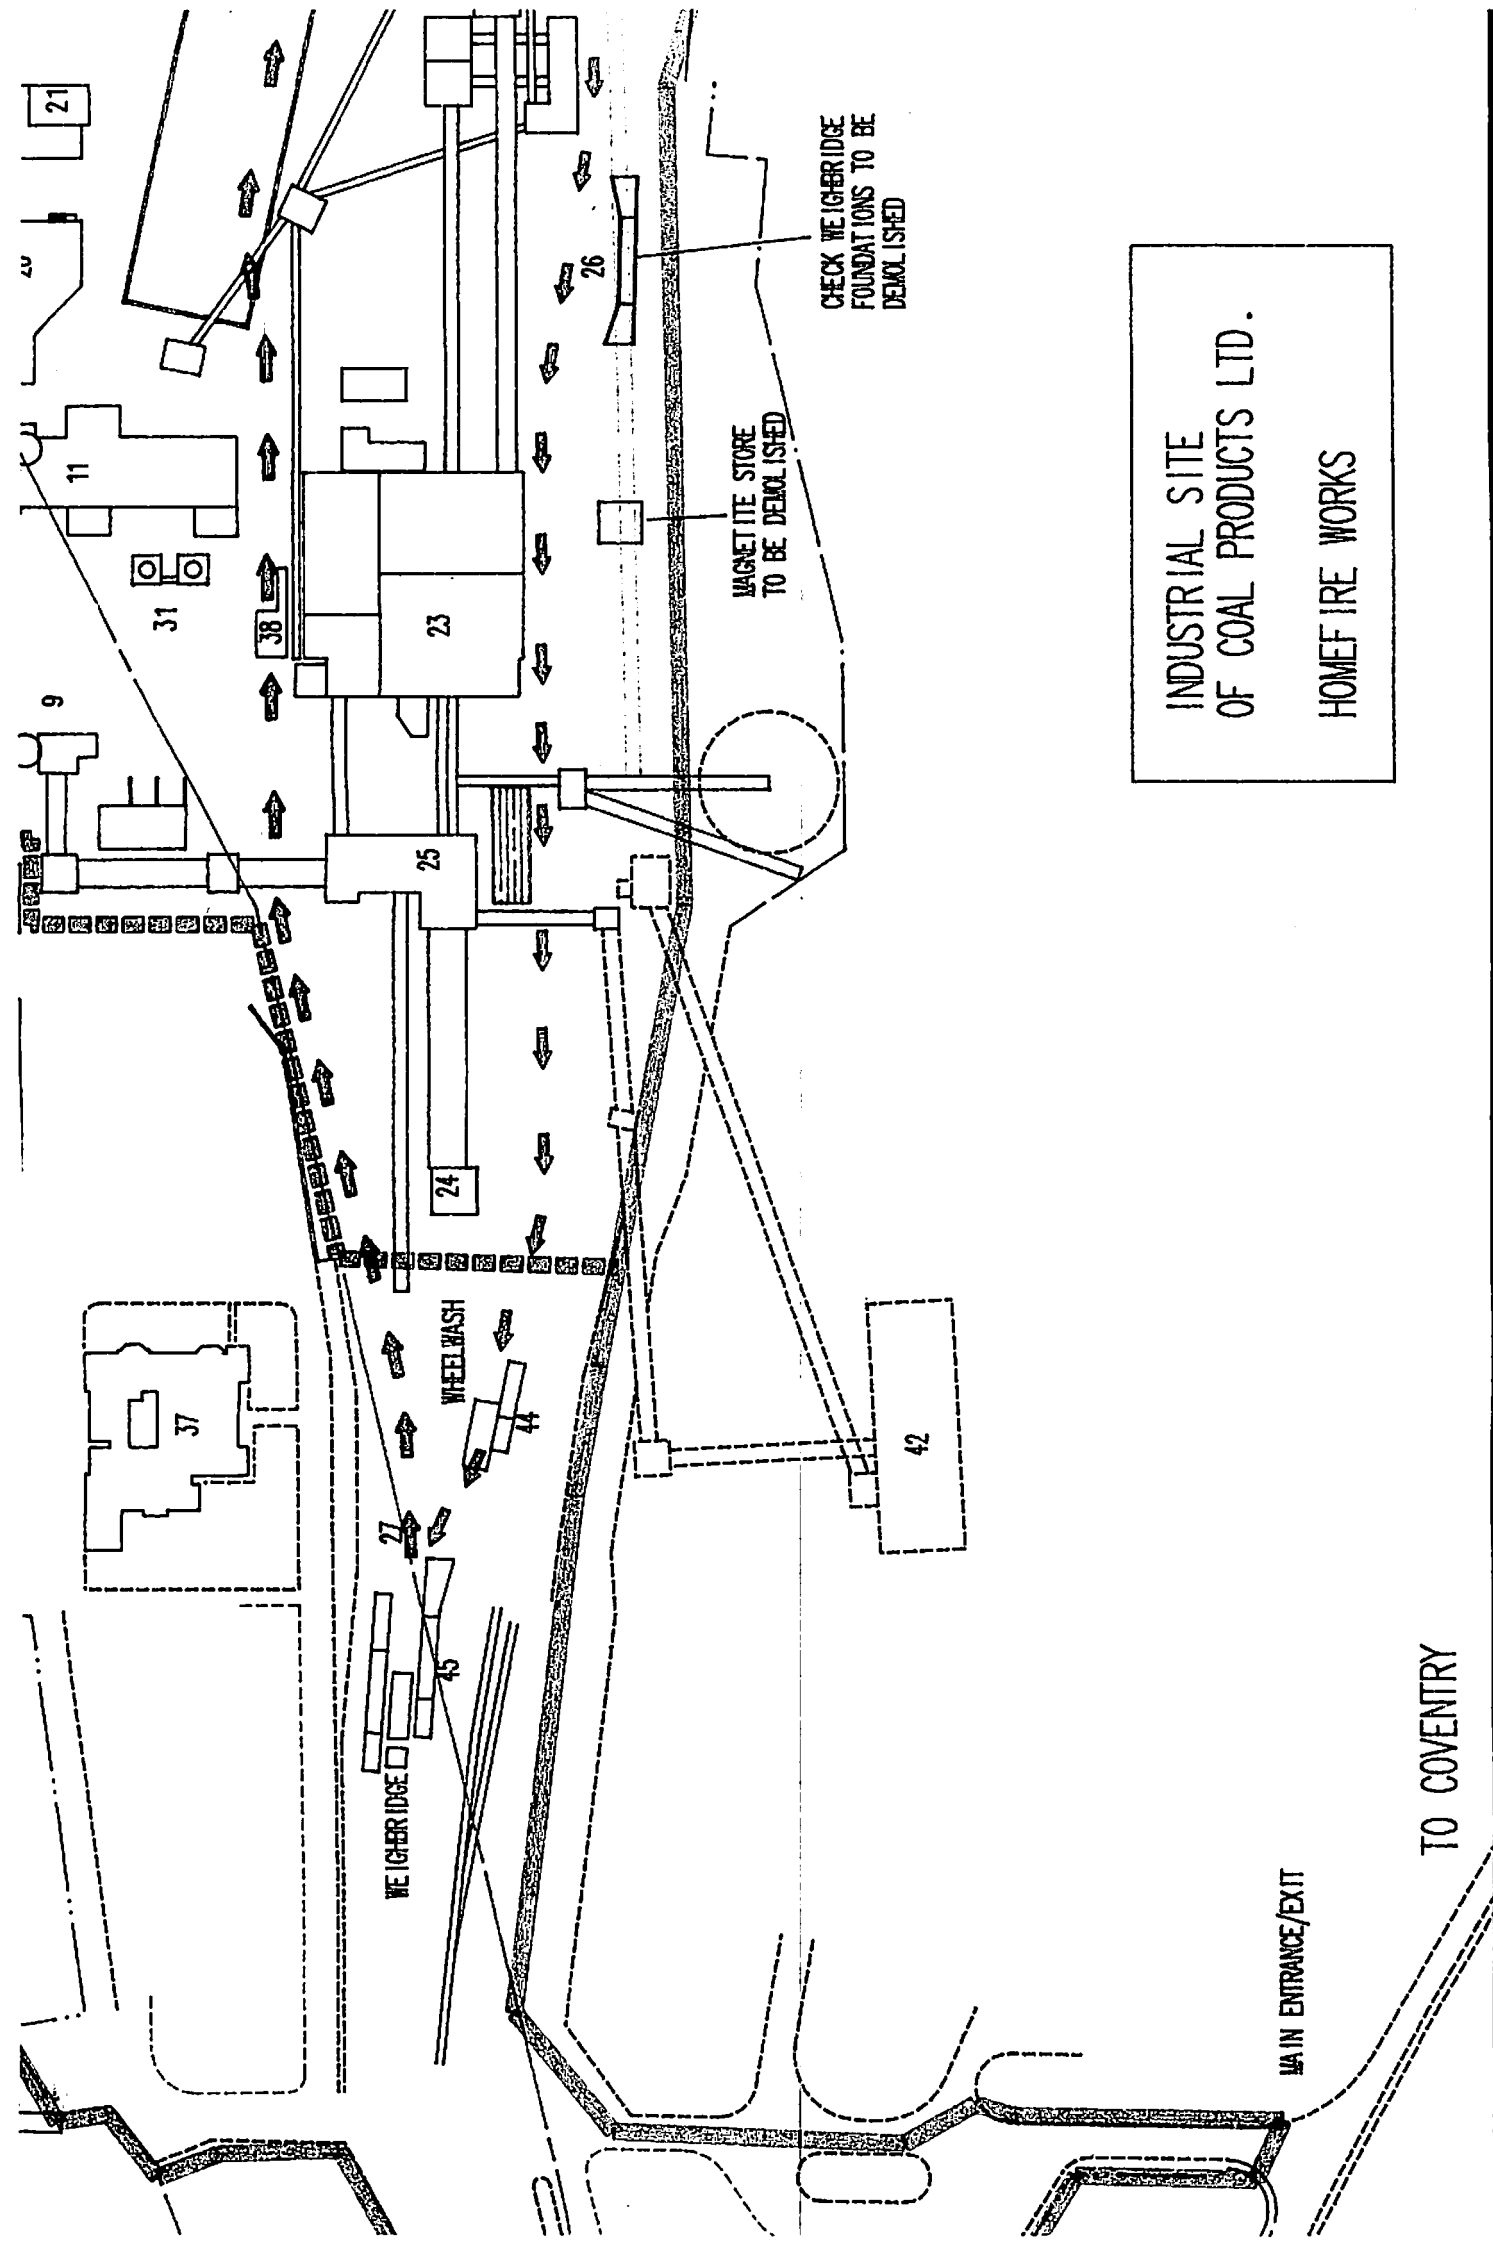 21
20
11
31
9
38
23
25
24
26
CHECK WEIGHBRIDGE
FOUNDATIONS TO BE
DEMOLISHED
MAGNETITE STORE
TO BE DEMOLISHED
37
WHEELWASH
44
27
45
WEIGHBRIDGE
42
INDUSTRIAL SITE
OF COAL PRODUCTS LTD.
HOMEFIRE WORKS
MAIN ENTRANCE/EXIT
TO COVENTRY